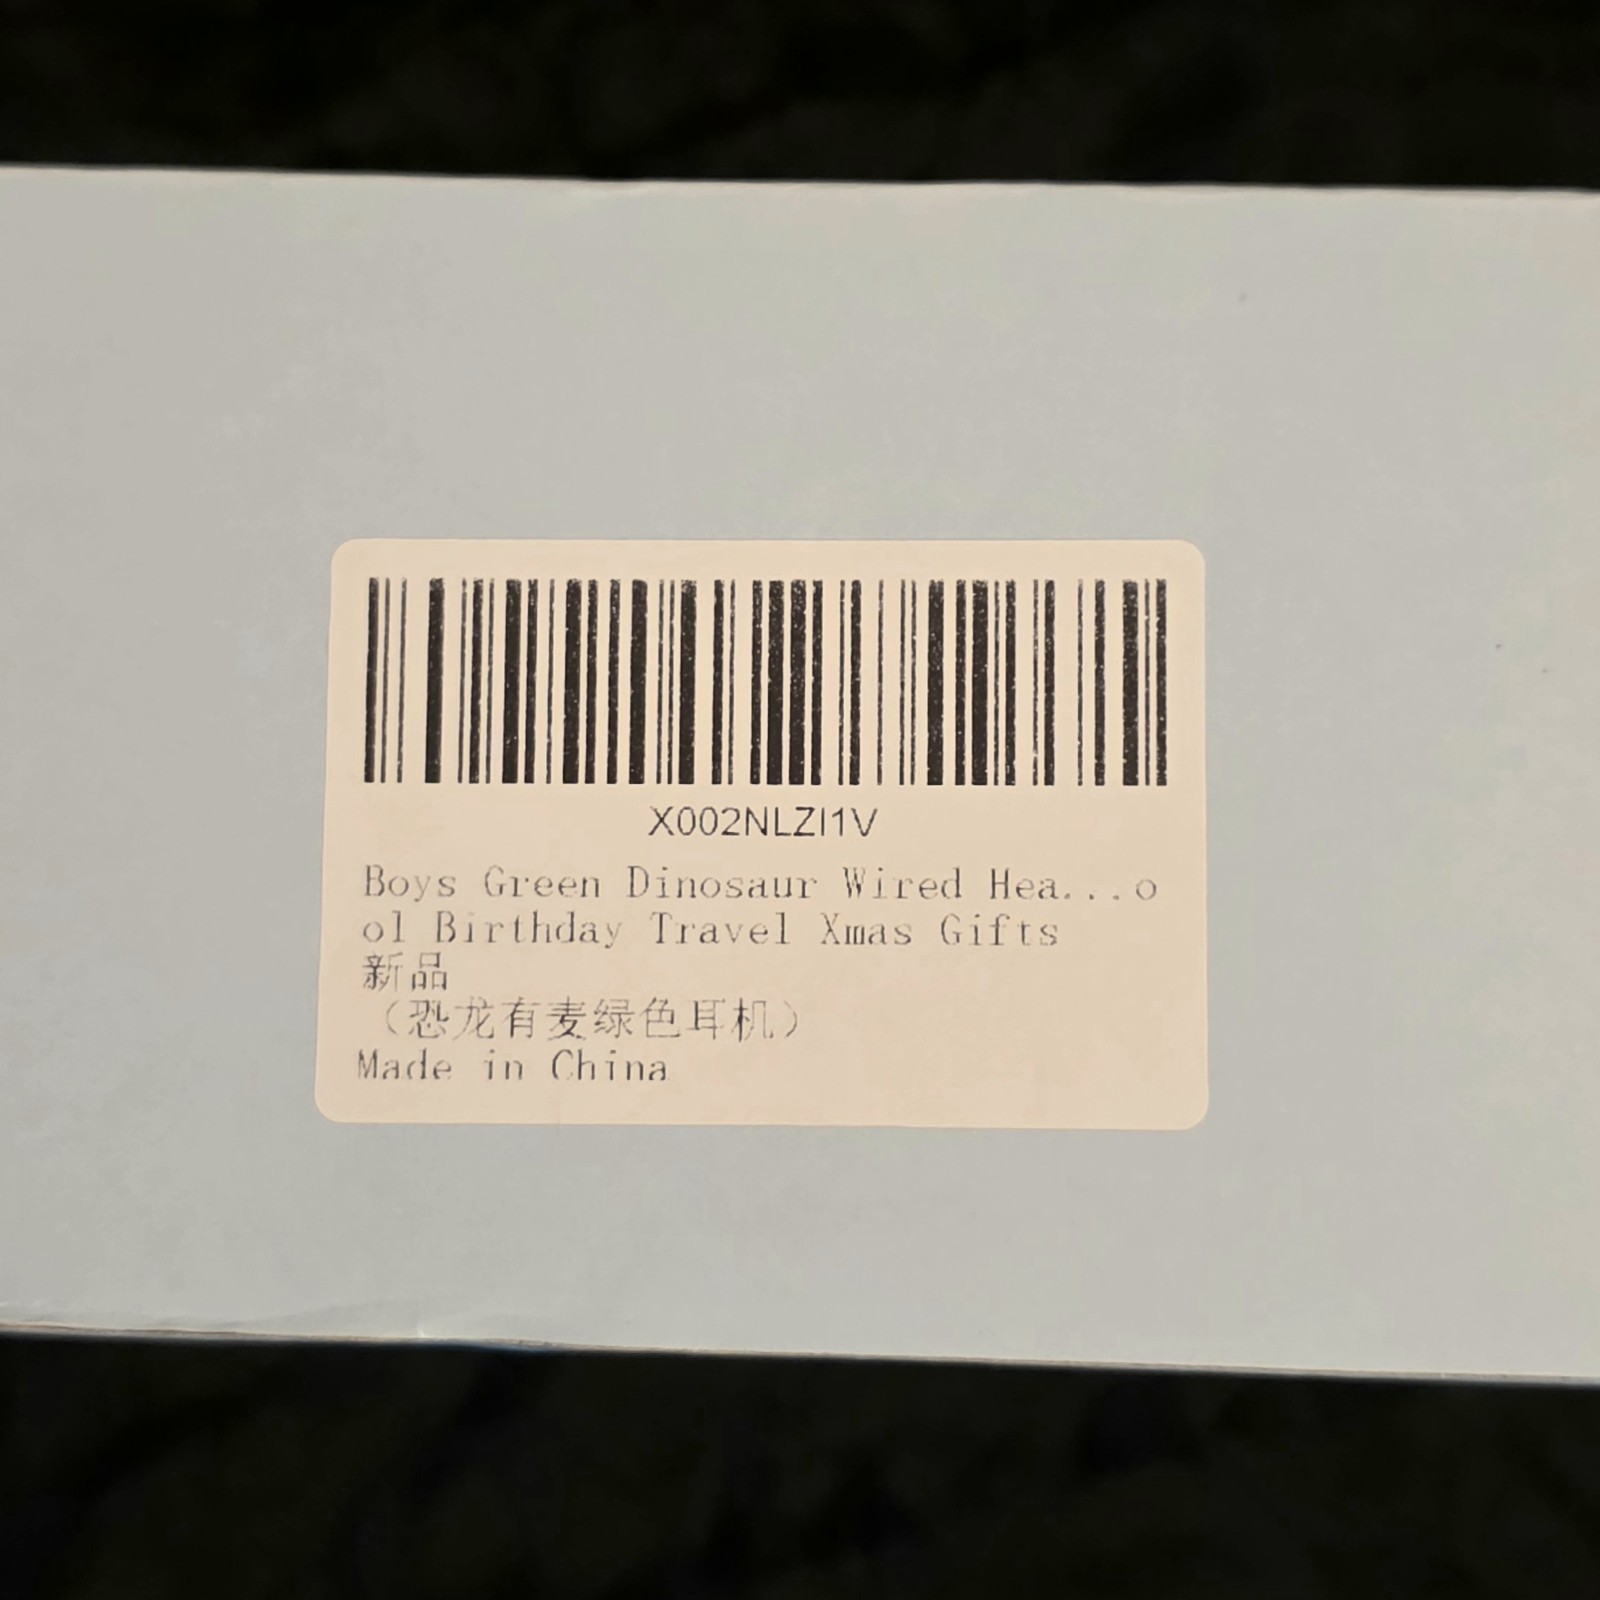 X002NLZI1V
Boys Green Dinosaur Wired Hea...o
ol Birthday Travel Xmas Gifts
新品
（恐龙有麦绿色耳机）
Made in China